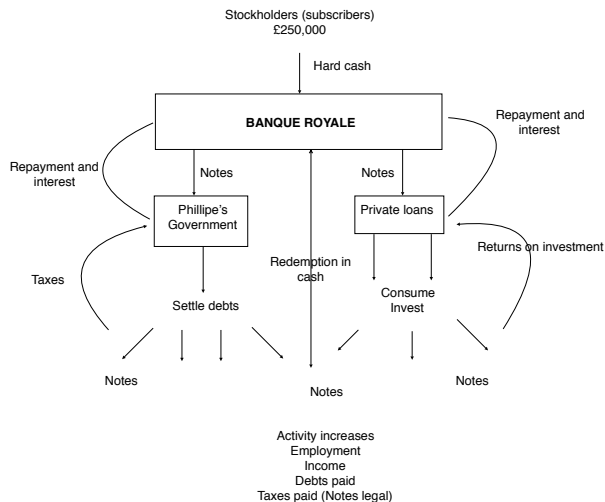 Stockholders (subscribers)
£250,000
Hard cash
BANQUE ROYALE
Repayment and
interest
Repayment and
interest
Notes
Notes
Phillipe's
Government
Private loans
Redemption in
cash
Returns on investment
Taxes
Settle debts
Consume
Invest
Notes
Notes
Notes
Activity increases
Employment
Income
Debts paid
Taxes paid (Notes legal)